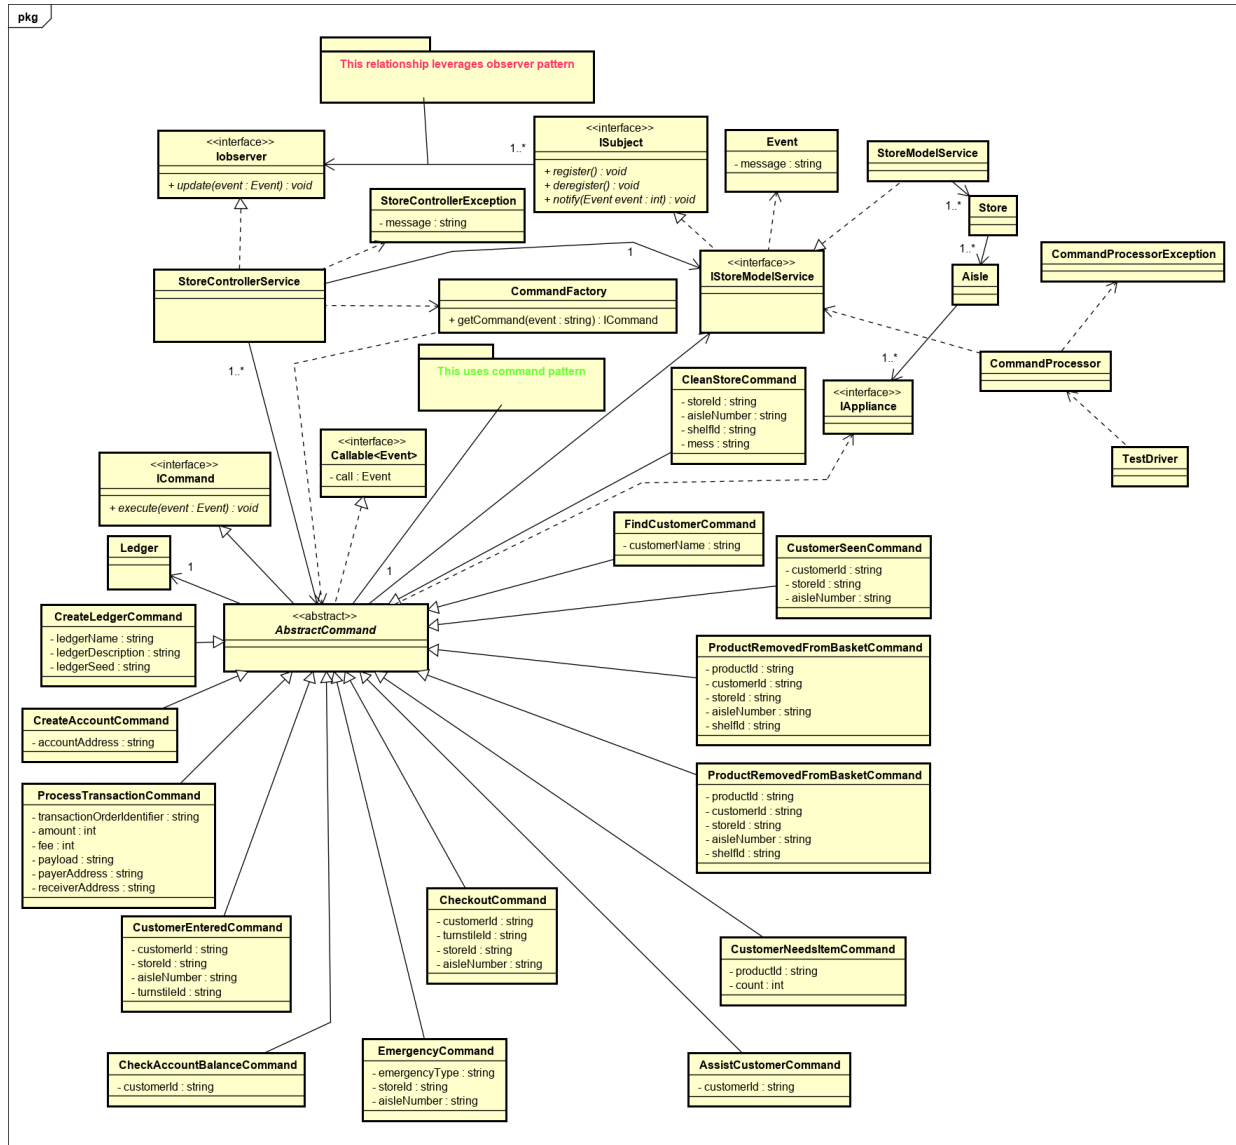 pkg
This relationship leverages observer pattern
<<interface>>
Iobserver
+ update(event : Event) : void
1..*
<<interface>>
ISubject
+ register() : void
+ deregister() : void
+ notify(Event event : int) : void
Event
- message : string
StoreModelService
1..*
Store
1..*
Aisle
StoreControllerException
- message : string
1
StoreControllerService
<<interface>>
IStoreModelService
CommandProcessorException
CommandFactory
+ getCommand(event : string) : ICommand
1..*
This uses command pattern
CleanStoreCommand
- storeId : string
- aisleNumber : string
- shelfId : string
- mess : string
1..*
<<interface>>
IAppliance
CommandProcessor
TestDriver
<<interface>>
Callable<Event>
- call : Event
<<interface>>
ICommand
+ execute(event : Event) : void
Ledger
1
1
FindCustomerCommand
- customerName : string
CustomerSeenCommand
- customerId : string
- storeId : string
- aisleNumber : string
<<abstract>>
AbstractCommand
CreateLedgerCommand
- ledgerName : string
- ledgerDescription : string
- ledgerSeed : string
ProductRemovedFromBasketCommand
- productId : string
- customerId : string
- storeId : string
- aisleNumber : string
- shelfId : string
CreateAccountCommand
- accountAddress : string
ProductRemovedFromBasketCommand
- productId : string
- customerId : string
- storeId : string
- aisleNumber : string
- shelfId : string
ProcessTransactionCommand
- transactionOrderIdentifier : string
- amount : int
- fee : int
- payload : string
- payerAddress : string
- receiverAddress : string
CheckoutCommand
- customerId : string
- turnstileId : string
- storeId : string
- aisleNumber : string
CustomerEnteredCommand
- customerId : string
- storeId : string
- aisleNumber : string
- turnstileId : string
CustomerNeedsItemCommand
- productId : string
- count : int
CheckAccountBalanceCommand
- customerId : string
EmergencyCommand
- emergencyType : string
- storeId : string
- aisleNumber : string
AssistCustomerCommand
- customerId : string